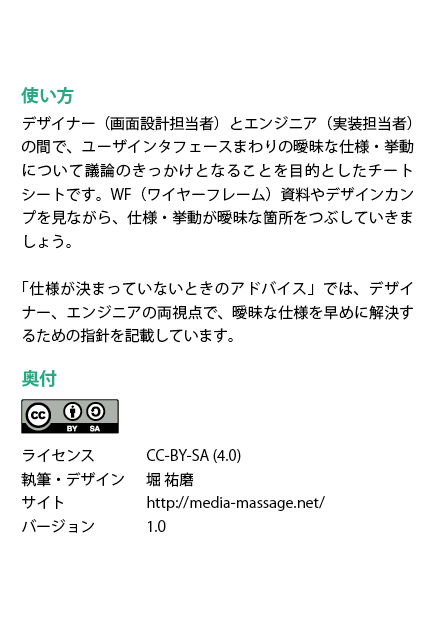 使い方
デザイナー（画面設計担当者）とエンジニア（実装担当者）
の間で、ユーザインタフェースまわりの曖昧な仕様・挙動
について議論のきっかけとなることを目的としたチート
シートです。WF（ワイヤーフレーム）資料やデザインカン
プを見ながら、仕様・挙動が曖昧な箇所をつぶしていきま
しょう。
「仕様が決まっていないときのアドバイス」では、デザイ
ナー、エンジニアの両視点で、曖昧な仕様を早めに解決す
るための指針を記載しています。
奥付
cc BY SA
ライセンス CC-BY-SA (4.0)
執筆・デザイン 堀 祐磨
サイト http://media-massage.net/
バージョン 1.0